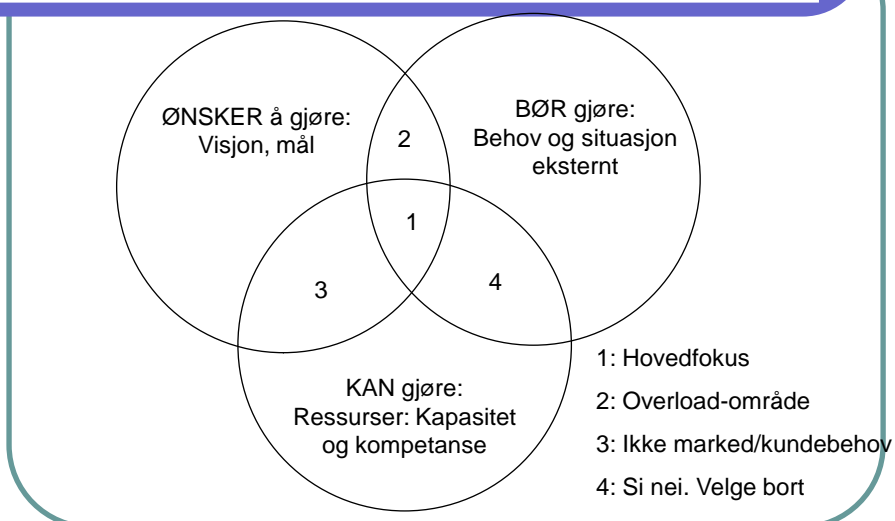 ØNSKER å gjøre:
Visjon, mål
2
BØR gjøre:
Behov og situasjon
eksternt
1
3
4
KAN gjøre:
Ressurser: Kapasitet
og kompetanse
1: Hovedfokus
2: Overload-område
3: Ikke marked/kundebehov
4: Si nei. Velge bort